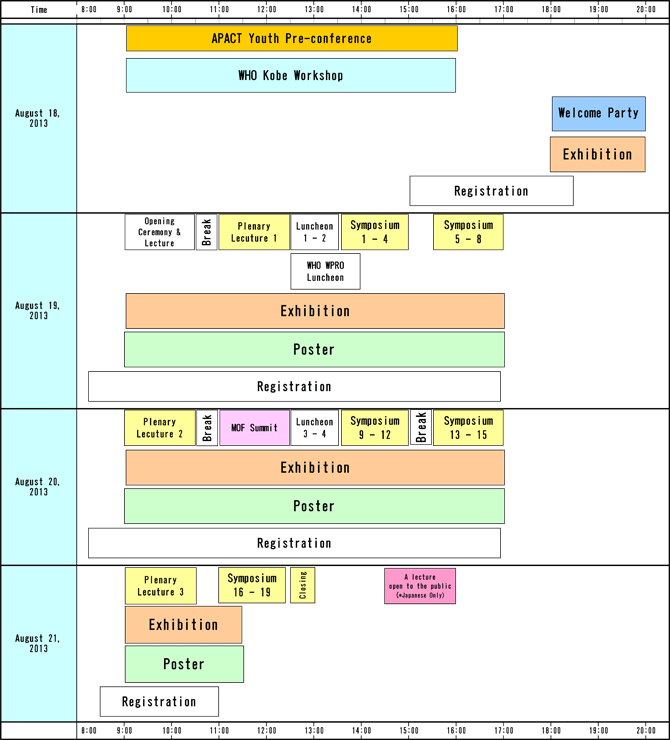 Time
8:00 9:00 10:00 11:00 12:00 13:00 14:00 15:00 16:00 17:00 18:00 19:00 20:00
August 18,
2013
APACT Youth Pre-conference
WHO Kobe Workshop
Welcome Party
Exhibition
Registration
August 19,
2013
Opening
Ceremony &
Lecture
Break
Plenary
Lecuture 1
Luncheon
1 - 2
Symposium
1 - 4
Symposium
5 - 8
WHO WPRO
Luncheon
Exhibition
Poster
Registration
August 20,
2013
Plenary
Lecuture 2
Break
MOF Summit
Luncheon
3 - 4
Symposium
9 - 12
Break
Symposium
13 - 15
Exhibition
Poster
Registration
August 21,
2013
Plenary
Lecuture 3
Symposium
16 - 19
Closing
A lecture
open to the public
(*Japanese Only)
Exhibition
Poster
Registration
8:00 9:00 10:00 11:00 12:00 13:00 14:00 15:00 16:00 17:00 18:00 19:00 20:00